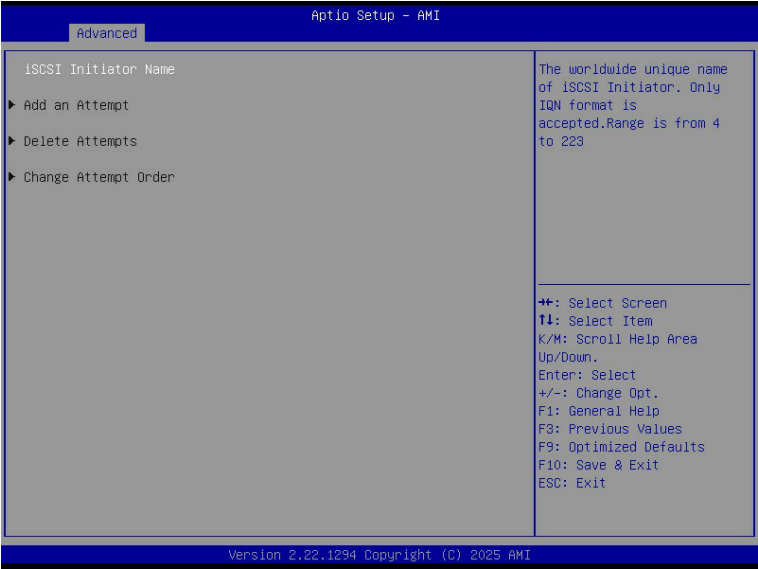 Aptio Setup – AMI
Advanced
iSCSI Initiator Name
▶ Add an Attempt
▶ Delete Attempts
▶ Change Attempt Order
The worldwide unique name
of iSCSI Initiator. Only
IQN format is
accepted.Range is from 4
to 223
→←: Select Screen
↑↓: Select Item
K/M: Scroll Help Area
Up/Down.
Enter: Select
+/-: Change Opt.
F1: General Help
F3: Previous Values
F9: Optimized Defaults
F10: Save & Exit
ESC: Exit
Version 2.22.1294 Copyright (C) 2025 AMI